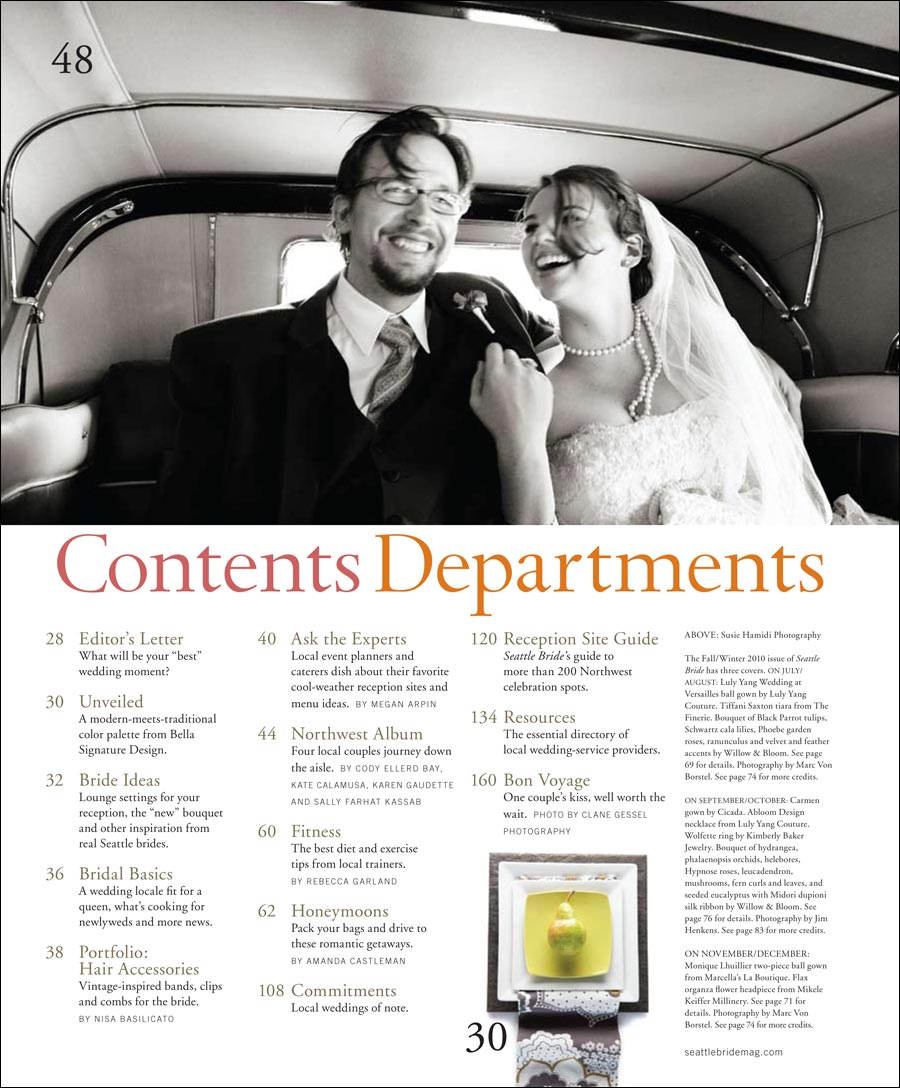 48
Contents Departments
28 Editor's Letter
What will be your "best"
wedding moment?
30 Unveiled
A modern-meets-traditional
color palette from Bella
Signature Design.
32 Bride Ideas
Lounge settings for your
reception, the "new" bouquet
and other inspiration from
real Seattle brides.
36 Bridal Basics
A wedding locale fit for a
queen, what's cooking for
newlyweds and more news.
38 Portfolio:
Hair Accessories
Vintage-inspired bands, clips
and combs for the bride.
BY NISA BASILICATO
40 Ask the Experts
Local event planners and
caterers dish about their favorite
cool-weather reception sites and
menu ideas. BY MEGAN ARPIN
44 Northwest Album
Four local couples journey down
the aisle. BY CODY ELLERD BAY,
KATE CALAMUSA, KAREN GAUDETTE
AND SALLY FARHAT KASSAB
60 Fitness
The best diet and exercise
tips from local trainers.
BY REBECCA GARLAND
62 Honeymoons
Pack your bags and drive to
these romantic getaways.
BY AMANDA CASTLEMAN
108 Commitments
Local weddings of note.
120 Reception Site Guide
Seattle Bride's guide to
more than 200 Northwest
celebration spots.
134 Resources
The essential directory of
local wedding-service providers.
160 Bon Voyage
One couple's kiss, well worth the
wait. PHOTO BY CLANE GESSEL
PHOTOGRAPHY
30
ABOVE: Susie Hamidi Photography
The Fall/Winter 2010 issue of Seattle
Bride has three covers. ON JULY/
AUGUST: Luly Yang Wedding at
Versailles ball gown by Luly Yang
Couture. Tiffani Saxton tiara from The
Finerie. Bouquet of Black Parrot tulips,
Schwartz cala lilies, Phoebe garden
roses, ranunculus and velvet and feather
accents by Willow & Bloom. See page
69 for details. Photography by Marc Von
Borstel. See page 74 for more credits.
ON SEPTEMBER/OCTOBER: Carmen
gown by Cicada. Abloom Design
necklace from Luly Yang Couture.
Wolfette ring by Kimberly Baker
Jewelry. Bouquet of hydrangea,
phalaenopsis orchids, helebores,
Hypnose roses, leucadendron,
mushrooms, fern curls and leaves, and
seeded eucalyptus with Midori dupioni
silk ribbon by Willow & Bloom. See
page 76 for details. Photography by Jim
Henkens. See page 83 for more credits.
ON NOVEMBER/DECEMBER:
Monique Lhuillier two-piece ball gown
from Marcella's La Boutique. Flax
organza flower headpiece from Mikele
Keiffer Millinery. See page 71 for
details. Photography by Marc Von
Borstel. See page 74 for more credits.
seattlebridemag.com